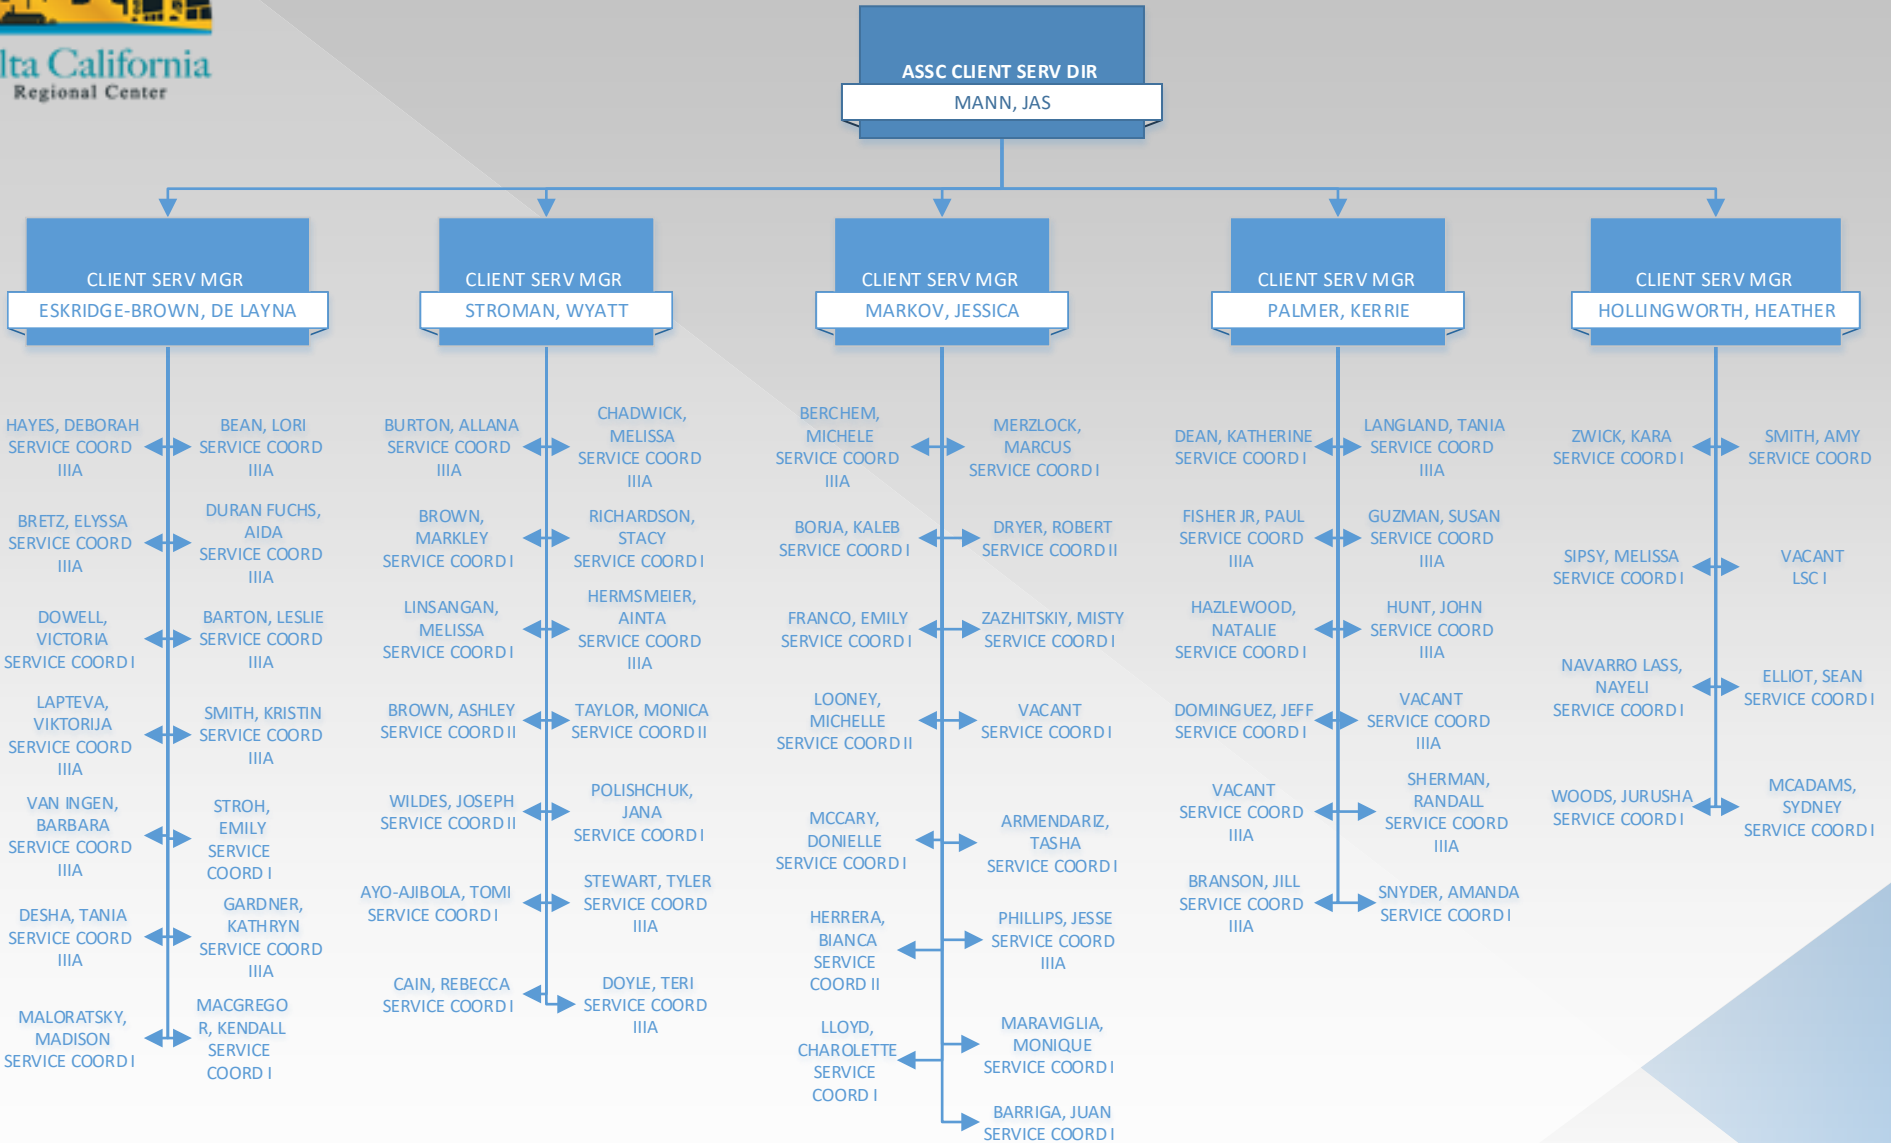 lta California
Regional Center
ASSC CLIENT SERV DIR
MANN, JAS
CLIENT SERV MGR
ESKRIDGE-BROWN, DE LAYNA
HAYES, DEBORAH
SERVICE COORD
IIIA
BEAN, LORI
SERVICE COORD
IIIA
BRETZ, ELYSSA
SERVICE COORD
IIIA
DURAN FUCHS,
AIDA
SERVICE COORD
IIIA
DOWELL,
VICTORIA
SERVICE COORD I
BARTON, LESLIE
SERVICE COORD
IIIA
LAPTEVA,
VIKTORIJA
SERVICE COORD
IIIA
SMITH, KRISTIN
SERVICE COORD
IIIA
VAN INGEN,
BARBARA
SERVICE COORD
IIIA
STROH,
EMILY
SERVICE
COORD I
DESHA, TANIA
SERVICE COORD
IIIA
GARDNER,
KATHRYN
SERVICE COORD
IIIA
MALORATSKY,
MADISON
SERVICE COORD I
MACGREGO
R, KENDALL
SERVICE
COORD I
CLIENT SERV MGR
STROMAN, WYATT
BURTON, ALLANA
SERVICE COORD
IIIA
CHADWICK,
MELISSA
SERVICE COORD
IIIA
BROWN,
MARKLEY
SERVICE COORD I
RICHARDSON,
STACY
SERVICE COORD I
LINSANGAN,
MELISSA
SERVICE COORD I
HERMSMEIER,
AINTA
SERVICE COORD
IIIA
BROWN, ASHLEY
SERVICE COORD II
TAYLOR, MONICA
SERVICE COORD II
WILDES, JOSEPH
SERVICE COORD II
POLISHCHUK,
JANA
SERVICE COORD I
AYO-AJIBOLA, TOMI
SERVICE COORD I
STEWART, TYLER
SERVICE COORD
IIIA
CAIN, REBECCA
SERVICE COORD I
DOYLE, TERI
SERVICE COORD
IIIA
CLIENT SERV MGR
MARKOV, JESSICA
BERCHEM,
MICHELE
SERVICE COORD
IIIA
MERZLOCK,
MARCUS
SERVICE COORD I
BORJA, KALEB
SERVICE COORD I
DRYER, ROBERT
SERVICE COORD II
FRANCO, EMILY
SERVICE COORD I
ZAZHITSKIY, MISTY
SERVICE COORD I
LOONEY,
MICHELLE
SERVICE COORD II
VACANT
SERVICE COORD I
MCCARY,
DONIELLE
SERVICE COORD I
ARMENDARIZ,
TASHA
SERVICE COORD I
HERRERA,
BIANCA
SERVICE
COORD II
PHILLIPS, JESSE
SERVICE COORD
IIIA
LLOYD,
CHAROLETTE
SERVICE
COORD I
MARAVIGLIA,
MONIQUE
SERVICE COORD I
BARRIGA, JUAN
SERVICE COORD I
CLIENT SERV MGR
PALMER, KERRIE
DEAN, KATHERINE
SERVICE COORD I
LANGLAND, TANIA
SERVICE COORD
IIIA
FISHER JR, PAUL
SERVICE COORD
IIIA
GUZMAN, SUSAN
SERVICE COORD
IIIA
HAZLEWOOD,
NATALIE
SERVICE COORD I
HUNT, JOHN
SERVICE COORD
IIIA
DOMINGUEZ, JEFF
SERVICE COORD I
VACANT
SERVICE COORD
IIIA
VACANT
SERVICE COORD
IIIA
SHERMAN,
RANDALL
SERVICE COORD
IIIA
BRANSON, JILL
SERVICE COORD
IIIA
SNYDER, AMANDA
SERVICE COORD I
CLIENT SERV MGR
HOLLINGWORTH, HEATHER
ZWICK, KARA
SERVICE COORD I
SMITH, AMY
SERVICE COORD
SIPSY, MELISSA
SERVICE COORD I
VACANT
LSC I
NAVARRO LASS,
NAYELI
SERVICE COORD I
ELLIOT, SEAN
SERVICE COORD I
WOODS, JURUSHA
SERVICE COORD I
MCADAMS,
SYDNEY
SERVICE COORD I